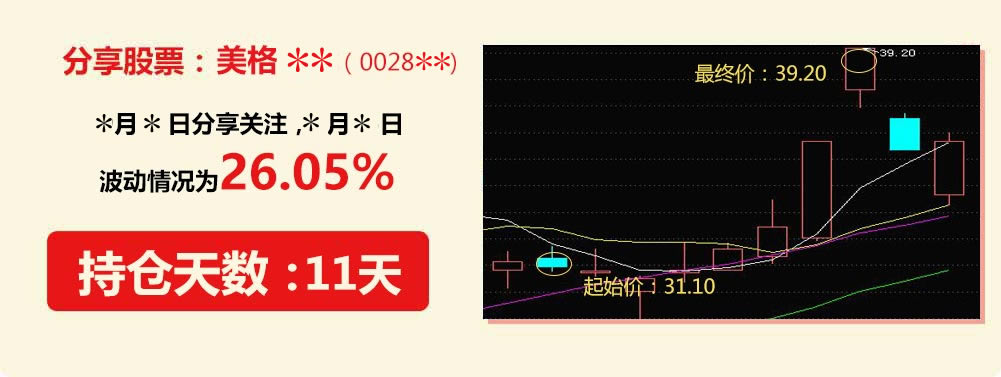 分享股票：美格 ＊＊（0028＊＊)
＊月＊日分享关注 ,＊ 月＊ 日
波动情况为26.05%
持仓天数：11天
39.20
最终价：39.20
起始价：31.10